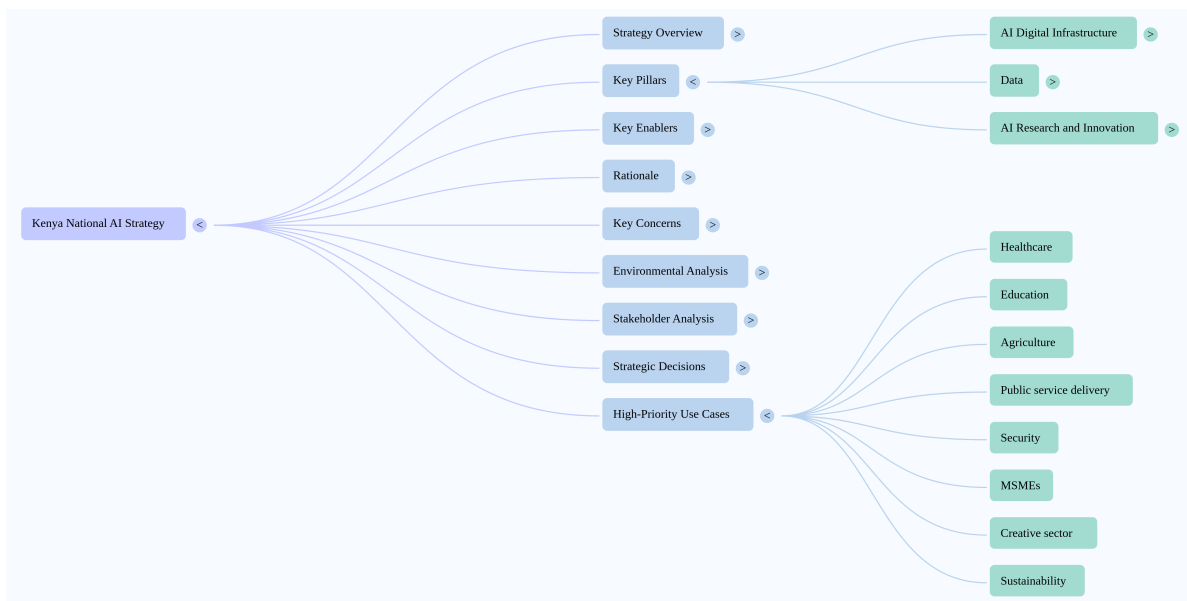 Kenya National AI Strategy <
Strategy Overview >
Key Pillars <
Key Enablers >
Rationale >
Key Concerns >
Environmental Analysis >
Stakeholder Analysis >
Strategic Decisions >
High-Priority Use Cases <
AI Digital Infrastructure >
Data >
AI Research and Innovation >
Healthcare
Education
Agriculture
Public service delivery
Security
MSMEs
Creative sector
Sustainability